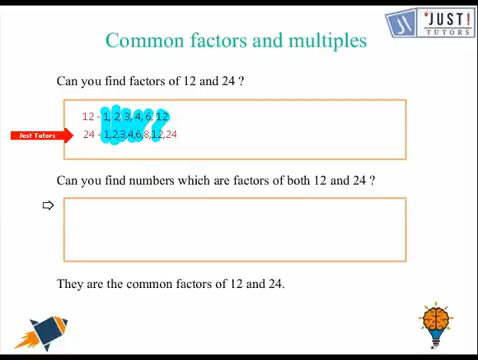 JUST!
TUTORS
Common factors and multiples
Can you find factors of 12 and 24 ?
12 - 1, 2, 3, 4, 6, 12
Just Tutors
24 - 1,2,3,4,6,8,12,24
Can you find numbers which are factors of both 12 and 24 ?
They are the common factors of 12 and 24.